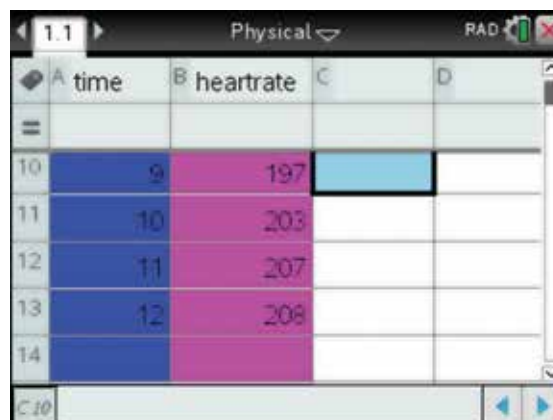 1.1 Physical RAD
A time B heartrate C D
=
10 9 197
11 10 203
12 11 207
13 12 208
14
C10